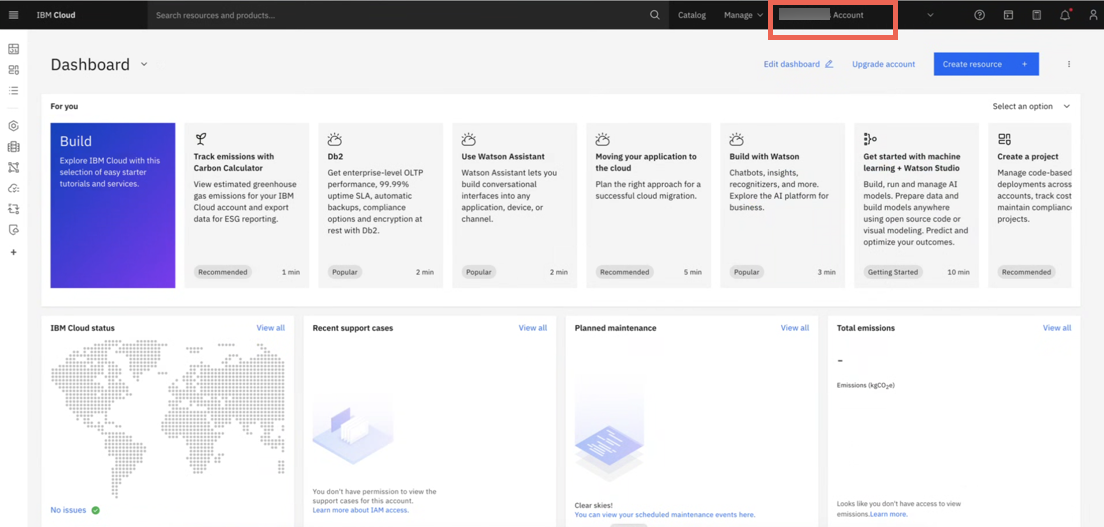 IBM Cloud
Search resources and products...
Catalog
Manage
Account
Dashboard
Edit dashboard
Upgrade account
Create resource +
For you
Select an option
Build
Explore IBM Cloud with this
selection of easy starter
tutorials and services.
Track emissions with
Carbon Calculator
View estimated greenhouse
gas emissions for your IBM
Cloud account and export
data for ESG reporting.
Recommended
1 min
Db2
Get enterprise-level OLTP
performance, 99.99%
uptime SLA, automatic
backups, compliance
options and encryption at
rest with Db2.
Popular
2 min
Use Watson Assistant
Watson Assistant lets you
build conversational
interfaces into any
application, device, or
channel.
Popular
2 min
Moving your application to
the cloud
Plan the right approach for a
successful cloud migration.
Recommended
5 min
Build with Watson
Chatbots, insights,
recognizers, and more.
Explore the AI platform for
business.
Popular
3 min
Get started with machine
learning + Watson Studio
Build, run and manage AI
models. Prepare data and
build models anywhere
using open source code or
visual modeling. Predict and
optimize your outcomes.
Getting Started
10 min
Create a project
Manage code-based
deployments across
accounts, track cost
maintain compliance
projects.
Recommended
IBM Cloud status
View all
No issues
Recent support cases
View all
You don't have permission to view the
support cases for this account.
Learn more about IAM access.
Planned maintenance
View all
Clear skies!
You can view your scheduled maintenance events here.
Total emissions
View all
-
Emissions (kgCO2e)
Looks like you don't have access to view
emissions.Learn more.